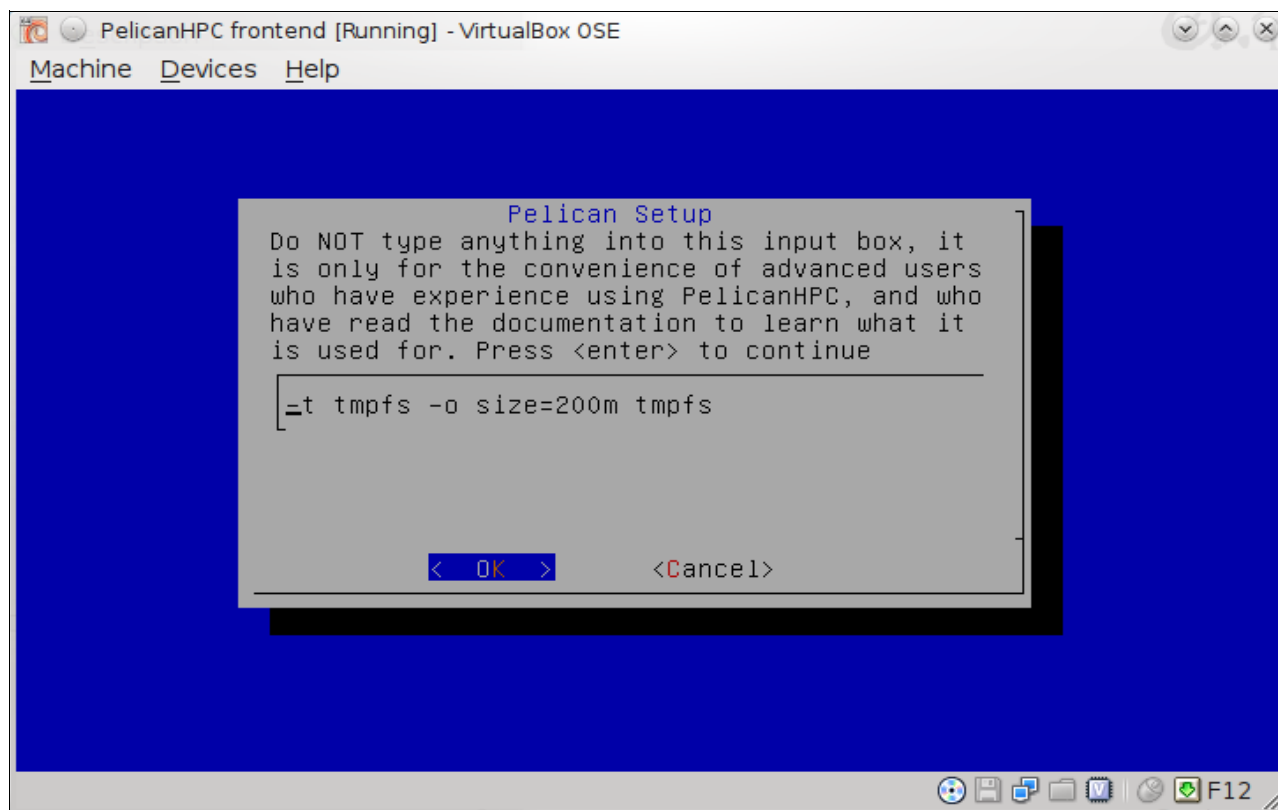 PelicanHPC frontend [Running] - VirtualBox OSE
Machine Devices Help
Pelican Setup
Do NOT type anything into this input box, it
is only for the convenience of advanced users
who have experience using PelicanHPC, and who
have read the documentation to learn what it
is used for. Press <enter> to continue
-t tmpfs -o size=200m tmpfs
< OK > <Cancel>
F12